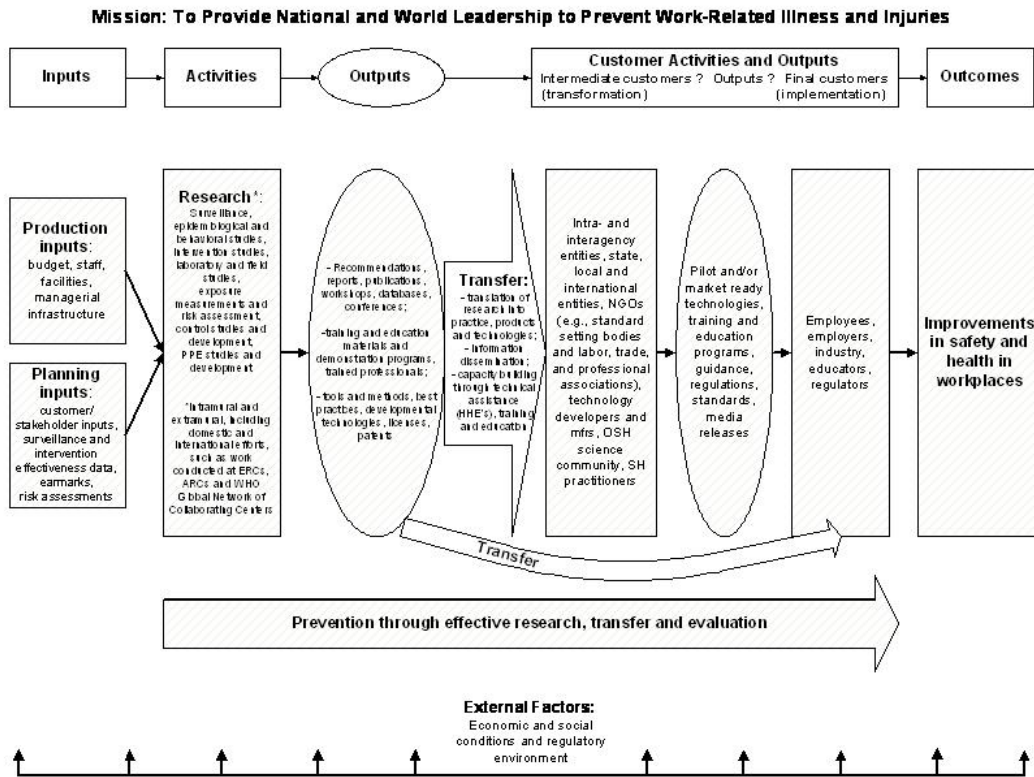 Mission: To Provide National and World Leadership to Prevent Work-Related Illness and Injuries
Inputs
Activities
Outputs
Customer Activities and Outputs
Intermediate customers ? Outputs ? Final customers
(transformation) (implementation)
Outcomes
Production
inputs:
budget, staff,
facilities,
managerial
infrastructure
Planning
inputs:
customer/
stakeholder inputs,
surveillance and
intervention
effectiveness data,
earmarks,
risk assessments
Research*:
Surveillance,
epidemiological and
behavioral studies,
Intervention studies,
laboratory and field
studies,
exposure
measurements and
risk assessment,
control studies and
development,
PPE studies and
development
*Intramural and
extramural, including
domestic and
international efforts,
such as work
conducted at ERCs,
ARCs and WHO
Global Network of
Collaborating Centers
- Recommendations,
reports, publications,
workshops, databases,
conferences;
-training and education
materials and
demonstration programs,
trained professionals;
-tools and methods, best
practices, developmental
technologies, licenses,
patents
Transfer:
- translation of
research into
practice, products
and technologies;
- Information
dissemination;
- capacity building
through technical
assistance
(HHE's), training
and education
Intra- and
interagency
entities, state,
local and
international
entities, NGOs
(e.g., standard
setting bodies
and labor, trade,
and professional
associations),
technology
developers and
mfrs, OSH
science
community, SH
practitioners
Pilot and/or
market ready
technologies,
training and
education
programs,
guidance,
regulations,
standards,
media
releases
Employees,
employers,
industry,
educators,
regulators
Improvements
in safety and
health in
workplaces
Transfer
Prevention through effective research, transfer and evaluation
External Factors:
Economic and social
conditions and regulatory
environment